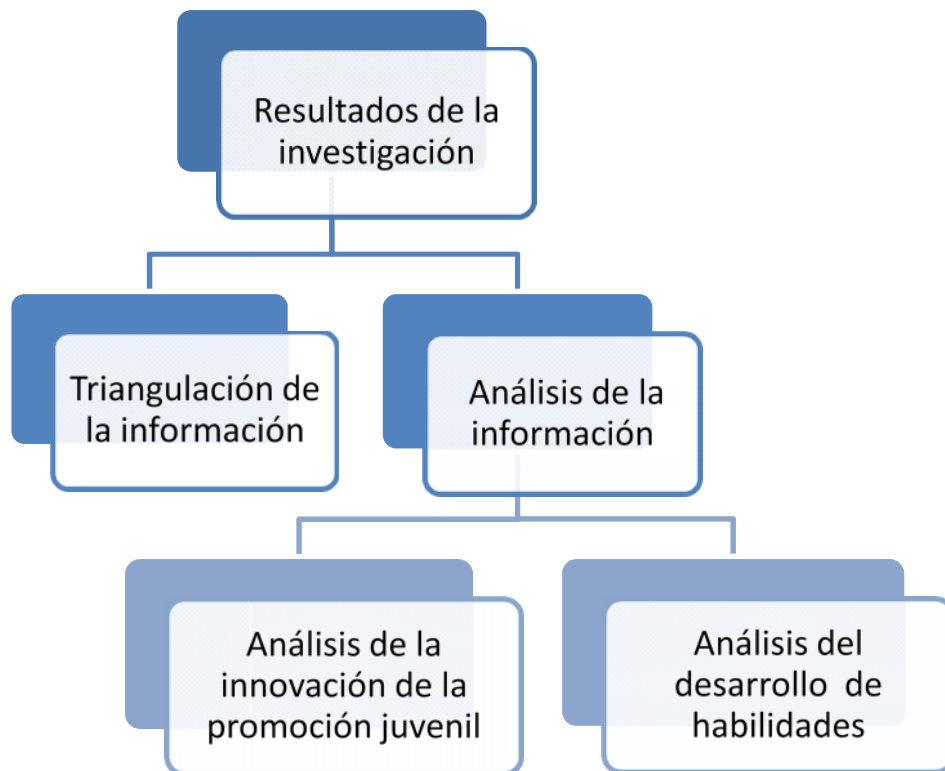 Resultados de la
investigación
Triangulación de
la información
Análisis de la
información
Análisis de la
innovación de la
promoción juvenil
Análisis del
desarrollo de
habilidades